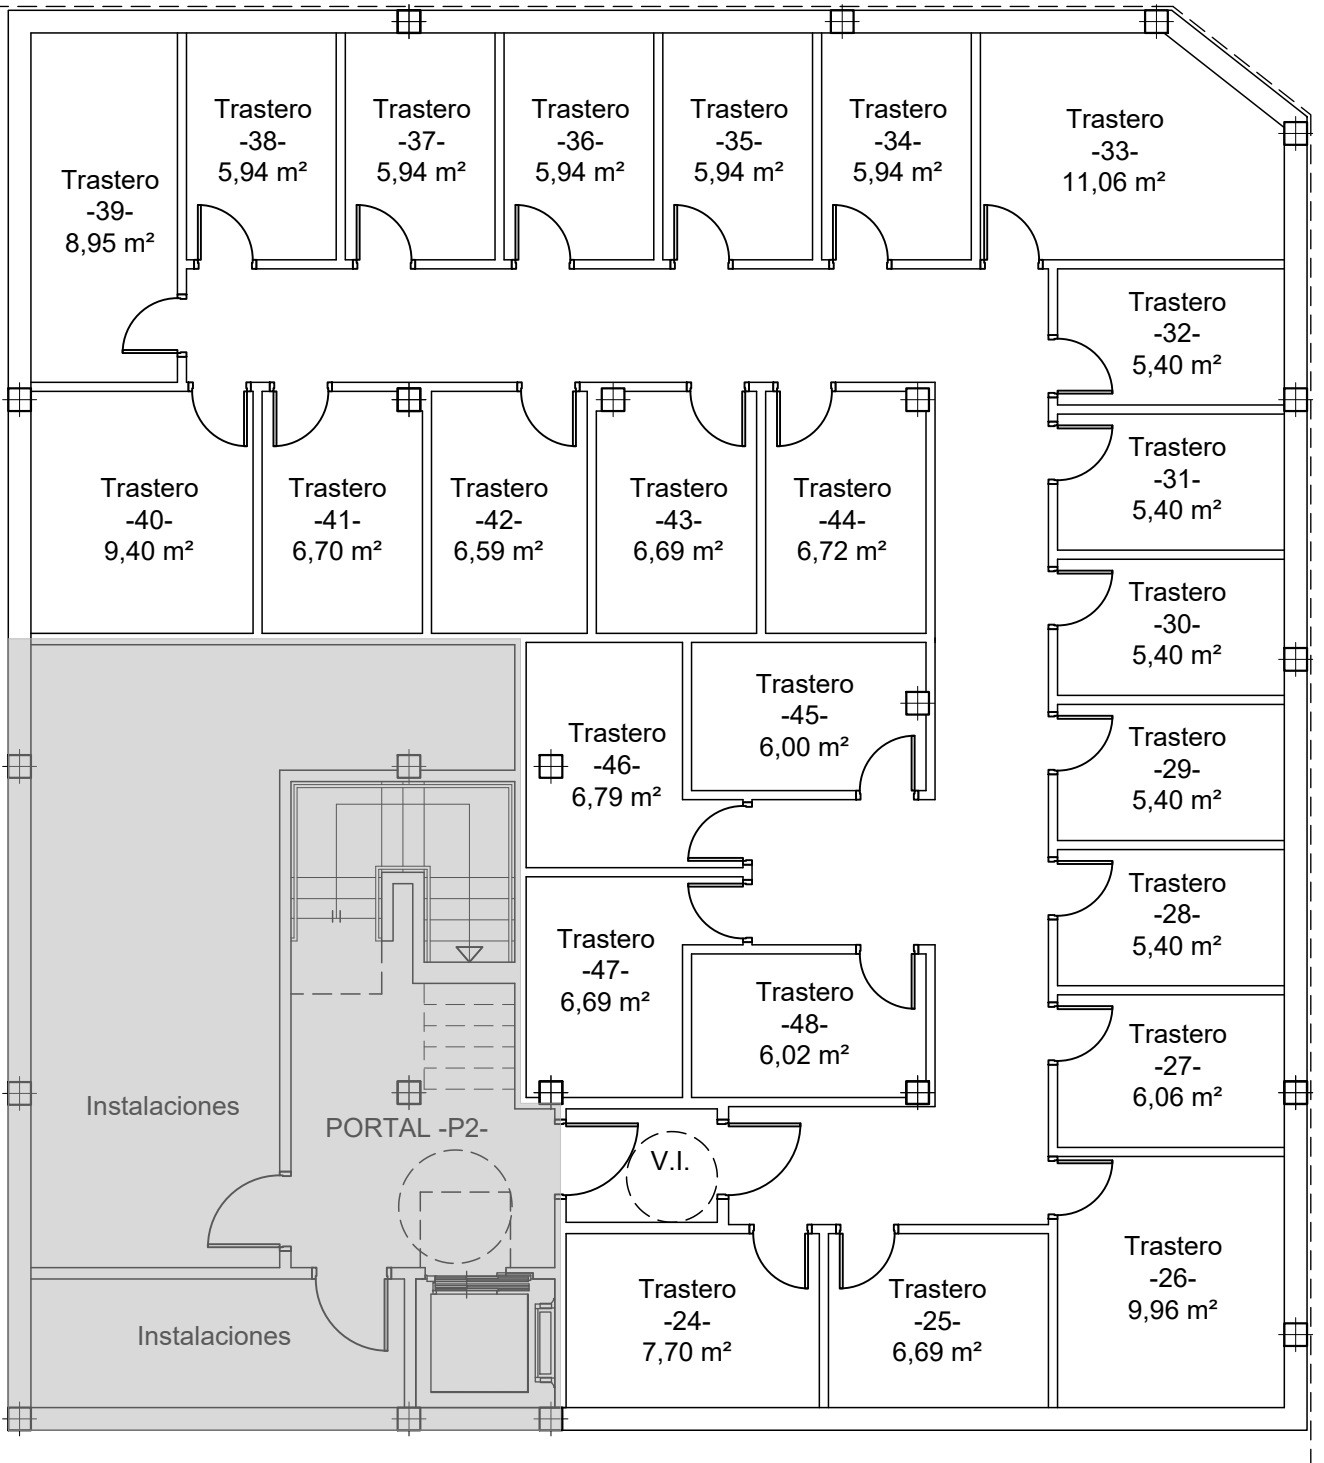 Trastero
-38-
5,94 m²
Trastero
-37-
5,94 m²
Trastero
-36-
5,94 m²
Trastero
-35-
5,94 m²
Trastero
-34-
5,94 m²
Trastero
-33-
11,06 m²
Trastero
-39-
8,95 m²
Trastero
-32-
5,40 m²
Trastero
-31-
5,40 m²
Trastero
-40-
9,40 m²
Trastero
-41-
6,70 m²
Trastero
-42-
6,59 m²
Trastero
-43-
6,69 m²
Trastero
-44-
6,72 m²
Trastero
-30-
5,40 m²
Trastero
-45-
6,00 m²
Trastero
-46-
6,79 m²
Trastero
-29-
5,40 m²
Trastero
-28-
5,40 m²
Trastero
-47-
6,69 m²
Trastero
-48-
6,02 m²
Trastero
-27-
6,06 m²
Instalaciones
PORTAL -P2-
V.I.
Trastero
-26-
9,96 m²
Instalaciones
Trastero
-24-
7,70 m²
Trastero
-25-
6,69 m²